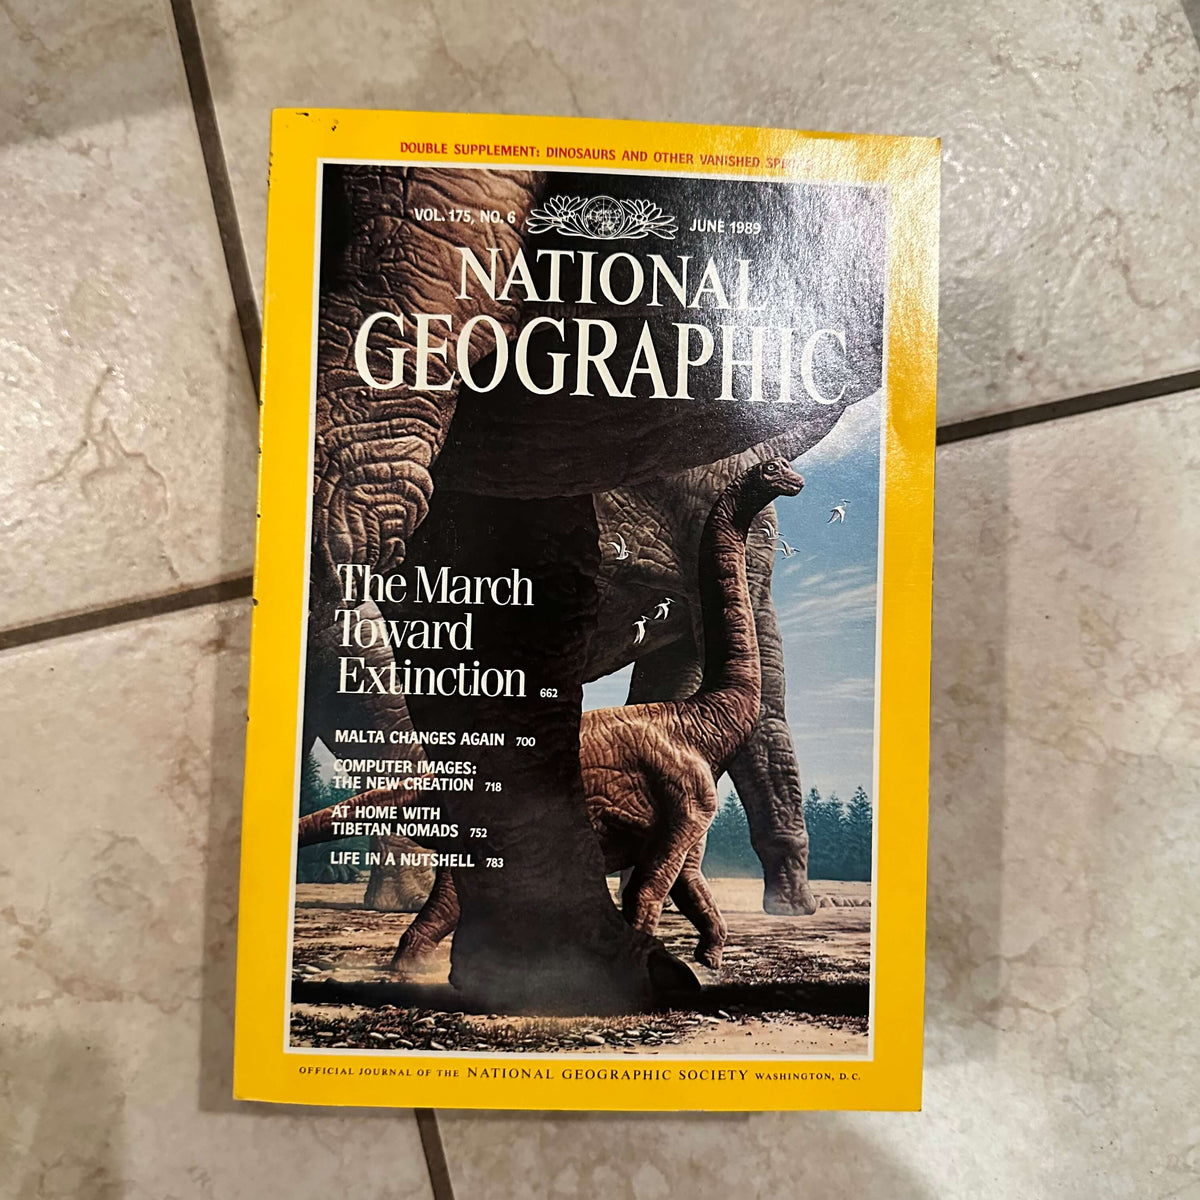 DOUBLE SUPPLEMENT: DINOSAURS AND OTHER VANISHED
VOL. 175, NO. 6
JUNE 1989
NATIONAL
GEOGRAPHIC
The March
Toward
Extinction 662
MALTA CHANGES AGAIN 700
COMPUTER IMAGES:
THE NEW CREATION 718
AT HOME WITH
TIBETAN NOMADS 752
LIFE IN A NUTSHELL 783
OFFICIAL JOURNAL OF THE NATIONAL GEOGRAPHIC SOCIETY WASHINGTON, D.C.